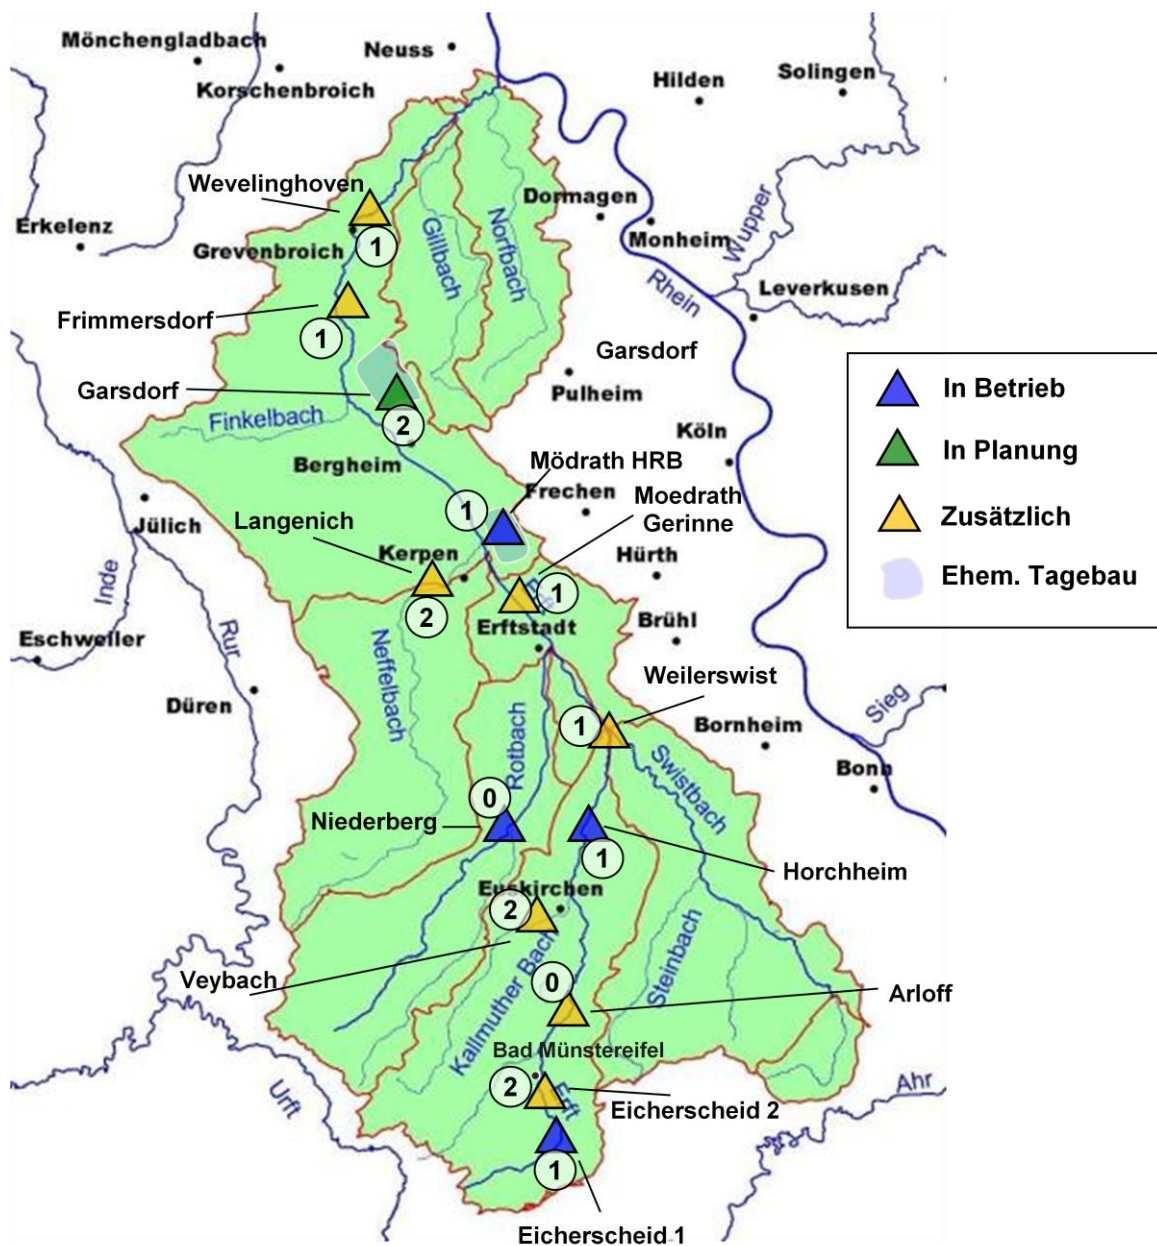 Mönchengladbach
Neuss
Korschenbroich
Hilden
Solingen
Wevelinghoven
Dormagen
Erkelenz
Grevenbroich
Gillbach
Norfbach
Monheim
Wupper
Rhein
Leverkusen
1
Frimmersdorf
1
Garsdorf
Pulheim
Garsdorf
Finkelbach
2
Bergheim
Köln
In Betrieb
In Planung
Zusätzlich
Ehem. Tagebau
Mödrath HRB
Frechen
Moedrath
Gerinne
1
Jülich
Langenich
Kerpen
Hürth
Inde
2
1
Erftstadt
Brühl
Eschweiler
Rur
Neffelbach
Weilerswist
Düren
Rotbach
1
Bornheim
Sieg
Swistbach
Bonn
0
Niederberg
1
Horchheim
Euskirchen
2
Veybach
Kallmuther Bach
Steinbach
0
Arloff
Bad Münstereifel
2
Erft
Eicherscheid 2
Urft
Ahr
1
Eicherscheid 1